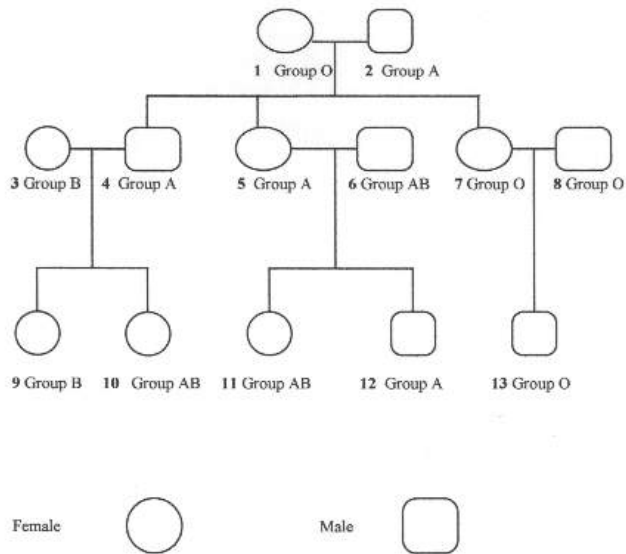 1 Group O 2 Group A
3 Group B 4 Group A 5 Group A 6 Group AB 7 Group O 8 Group O
9 Group B 10 Group AB 11 Group AB 12 Group A 13 Group O
Female Male